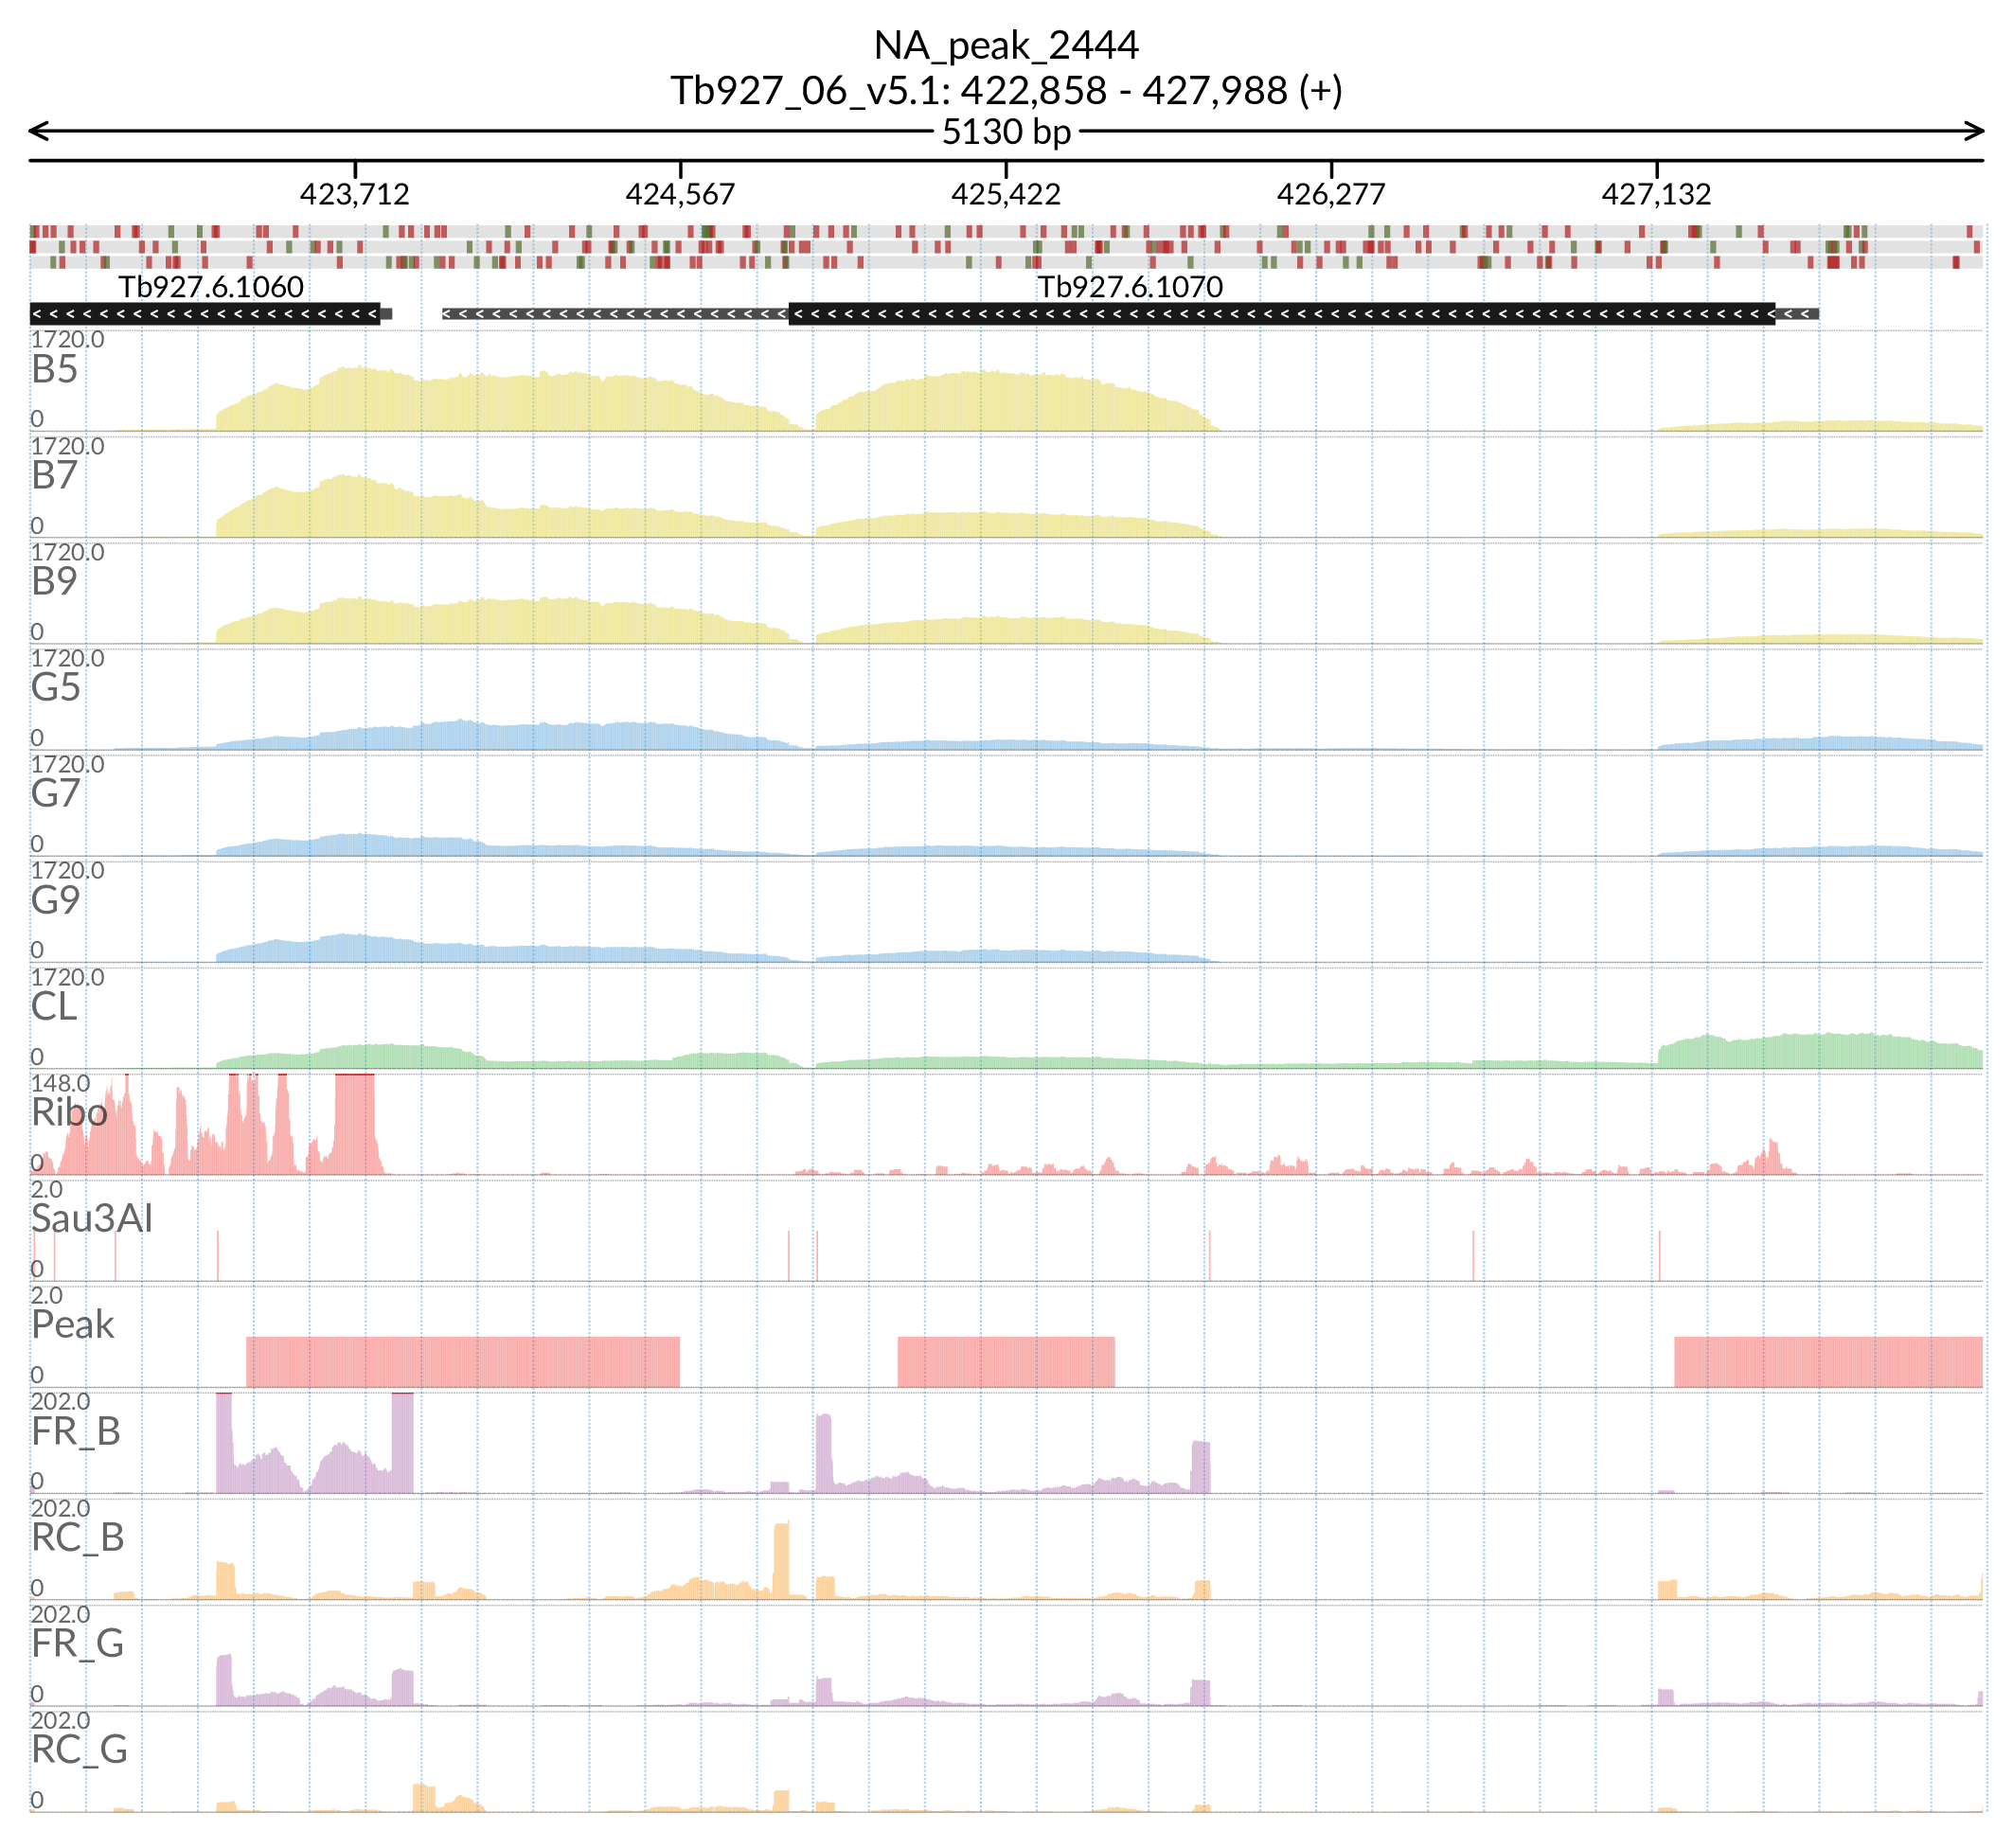 NA_peak_2444
Tb927_06_v5.1: 422,858 - 427,988 (+)
5130 bp
423,712 424,567 425,422 426,277 427,132
Tb927.6.1060 Tb927.6.1070
1720.0
B5
0
1720.0
B7
0
1720.0
B9
0
1720.0
G5
0
1720.0
G7
0
1720.0
G9
0
1720.0
CL
0
148.0
Ribo
0
2.0
Sau3AI
0
2.0
Peak
0
202.0
FR_B
0
202.0
RC_B
0
202.0
FR_G
0
202.0
RC_G
0